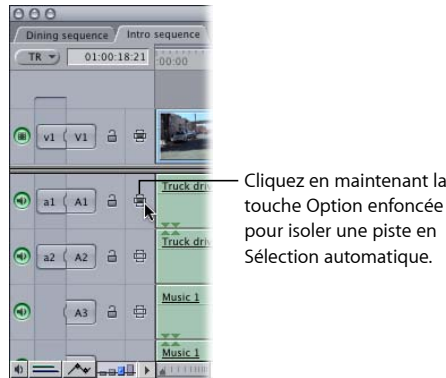 Dining sequence
Intro sequence
TR
01:00:18:21
:00:00
v1
V1
a1
A1
Truck driv
a2
A2
Truck driv
A3
Music 1
Music 1
Cliquez en maintenant la
touche Option enfoncée
pour isoler une piste en
Sélection automatique.